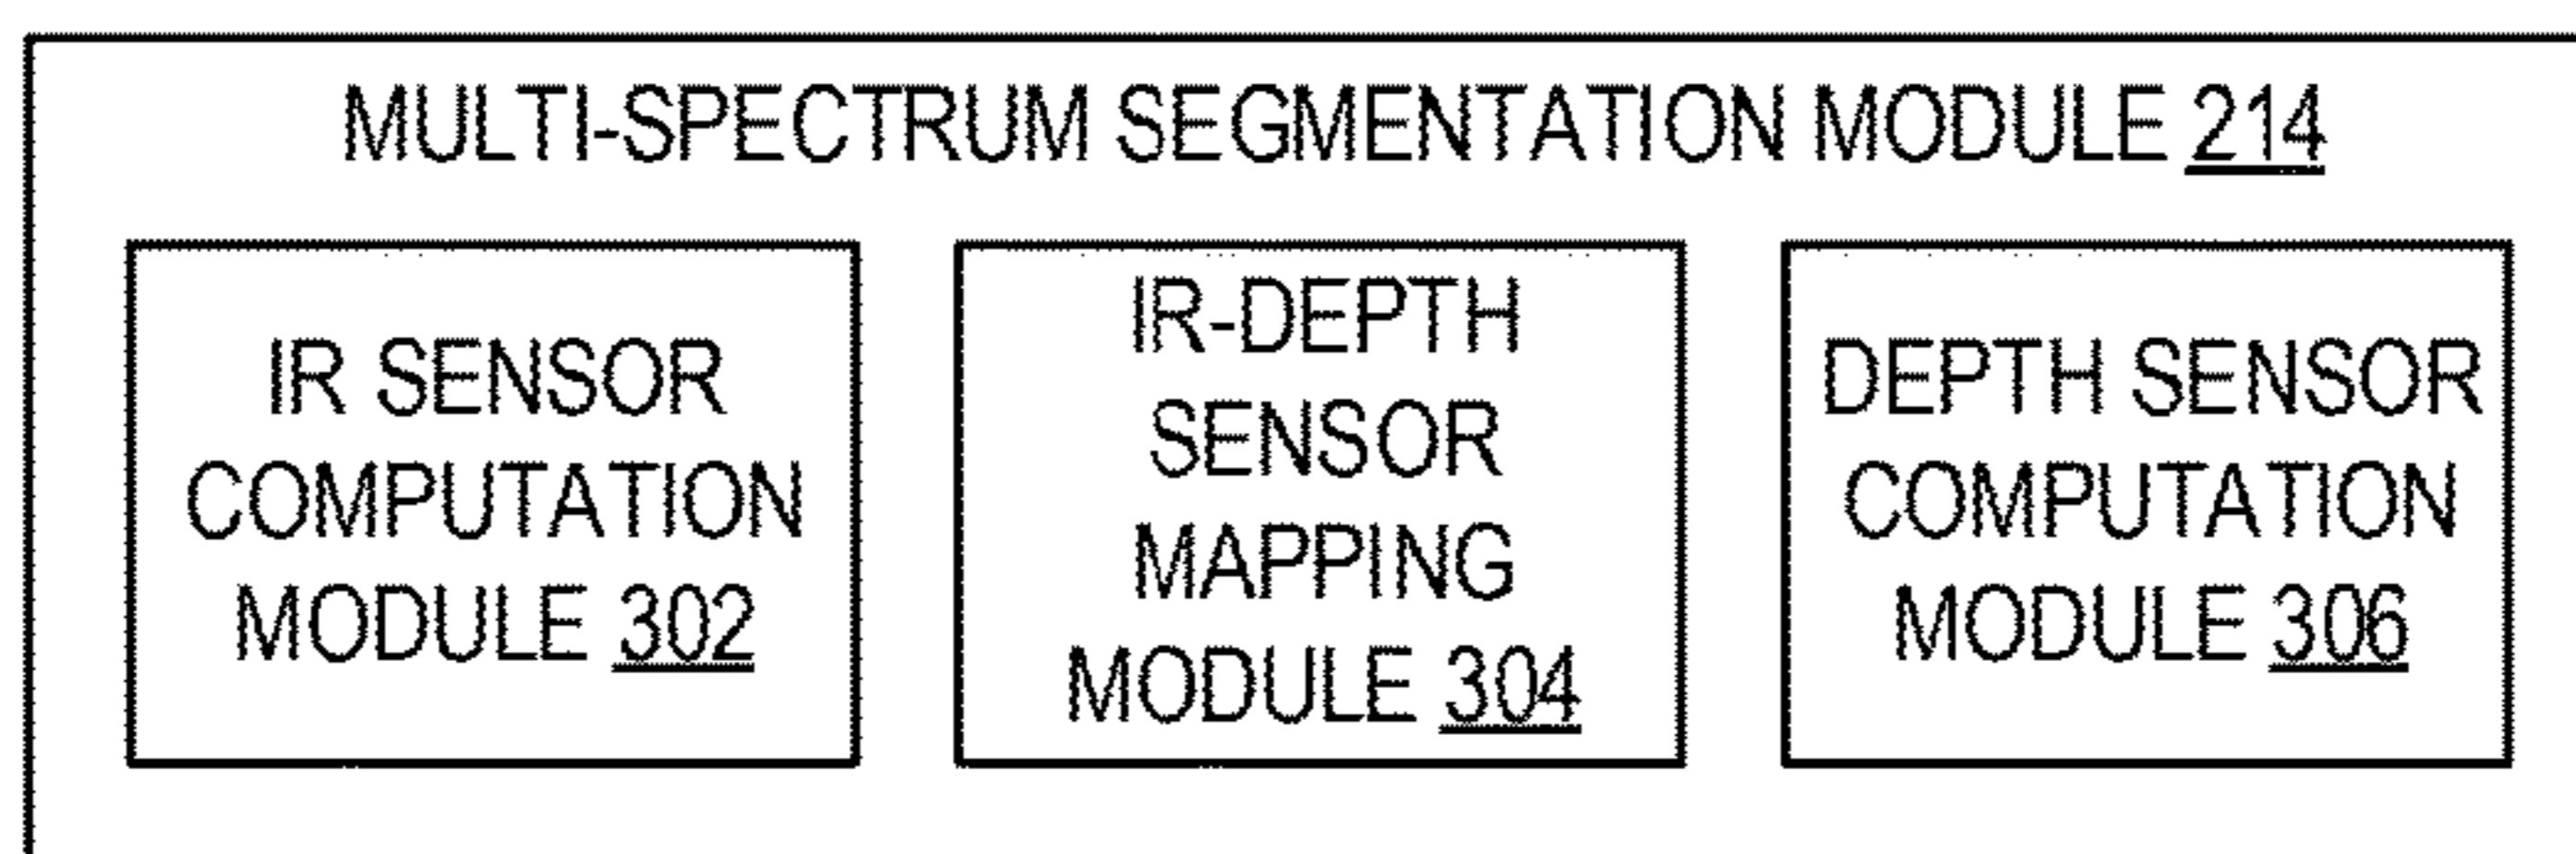 MULTI-SPECTRUM SEGMENTATION MODULE 214
IR SENSOR
COMPUTATION
MODULE 302
IR-DEPTH
SENSOR
MAPPING
MODULE 304
DEPTH SENSOR
COMPUTATION
MODULE 306